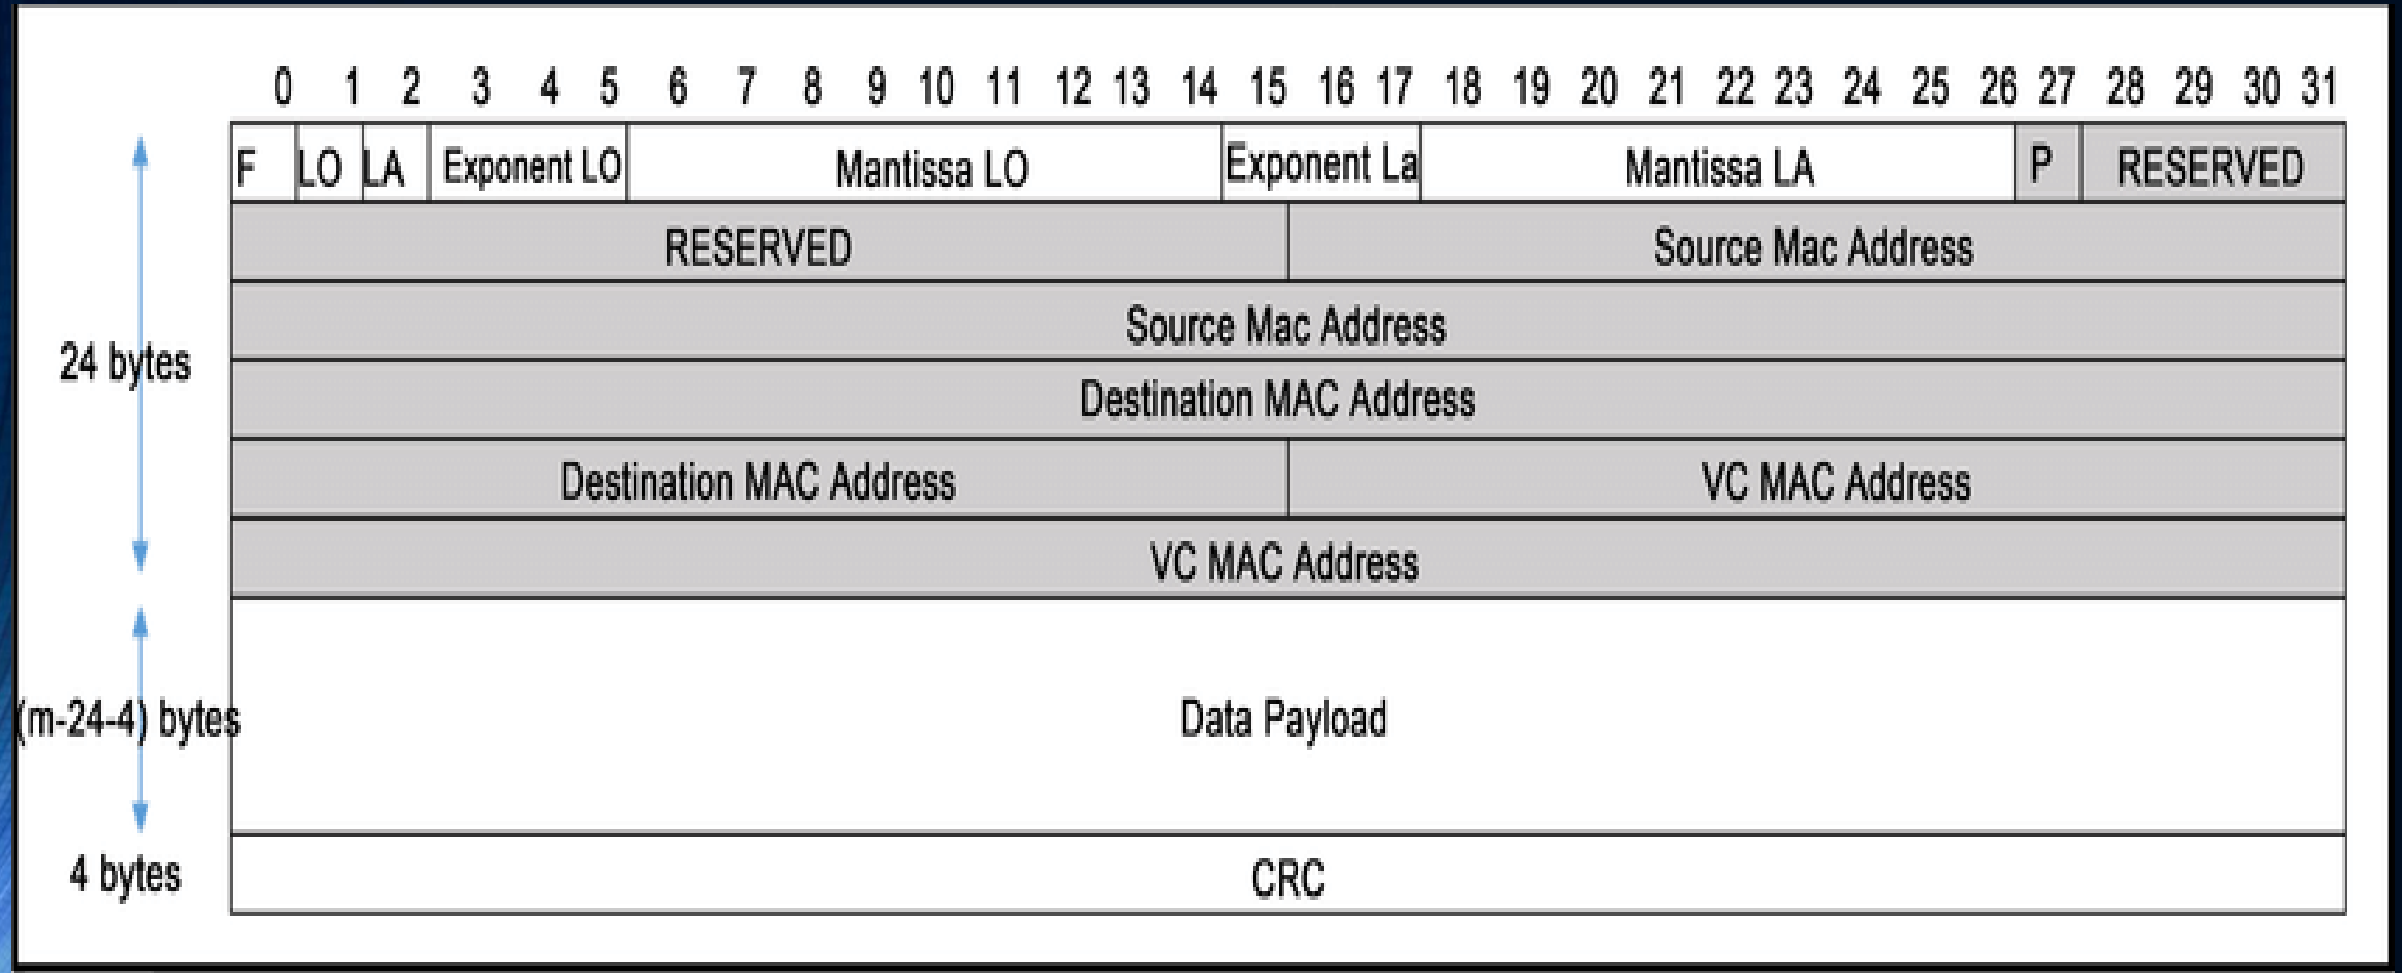 0 1 2 3 4 5 6 7 8 9 10 11 12 13 14 15 16 17 18 19 20 21 22 23 24 25 26 27 28 29 30 31
F LO LA Exponent LO Mantissa LO Exponent La Mantissa LA P RESERVED
RESERVED Source Mac Address
Source Mac Address
24 bytes
Destination MAC Address
Destination MAC Address VC MAC Address
VC MAC Address
(m-24-4) bytes Data Payload
4 bytes CRC